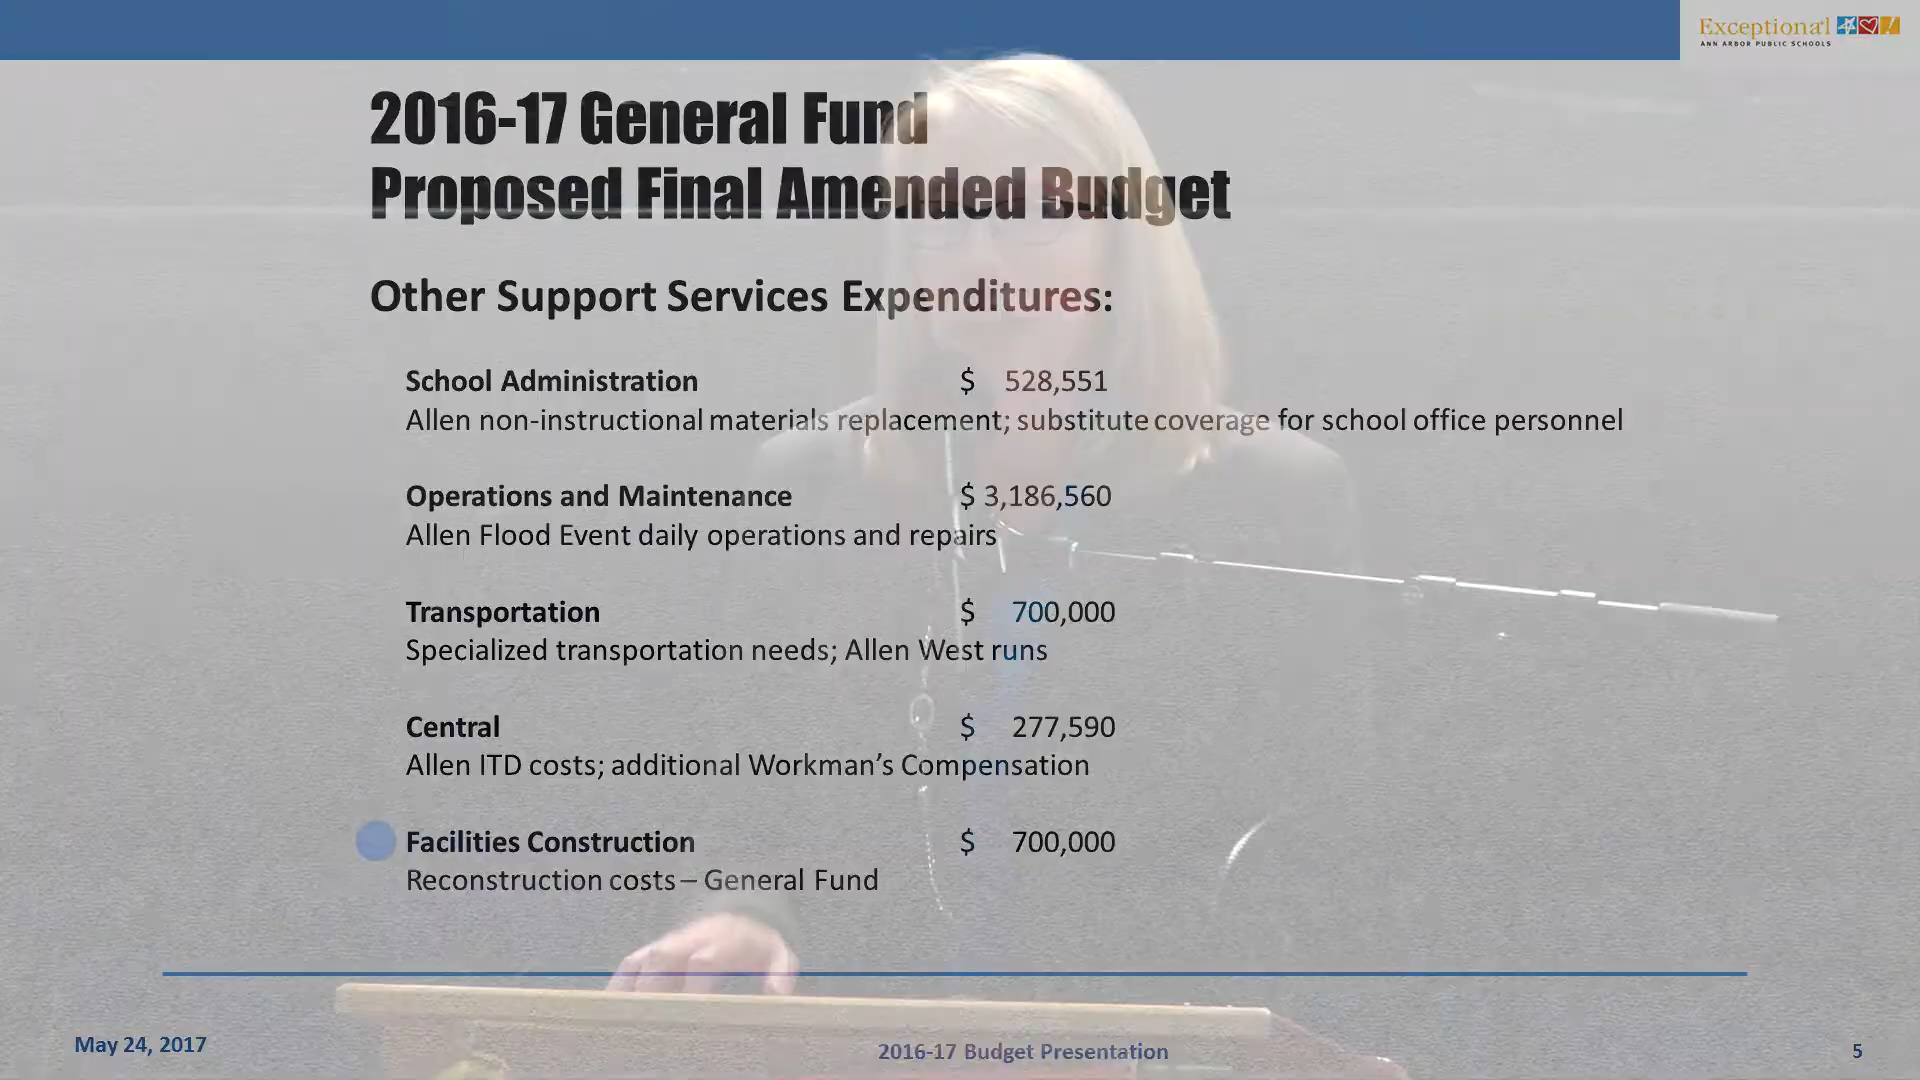 Exceptional
ANN ARBOR PUBLIC SCHOOLS
2016-17 General Fund
Proposed Final Amended Budget
Other Support Services Expenditures:
School Administration $ 528,551
Allen non-instructional materials replacement; substitute coverage for school office personnel
Operations and Maintenance $ 3,186,560
Allen Flood Event daily operations and repairs
Transportation $ 700,000
Specialized transportation needs; Allen West runs
Central $ 277,590
Allen ITD costs; additional Workman’s Compensation
Facilities Construction $ 700,000
Reconstruction costs – General Fund
May 24, 2017
2016-17 Budget Presentation
5